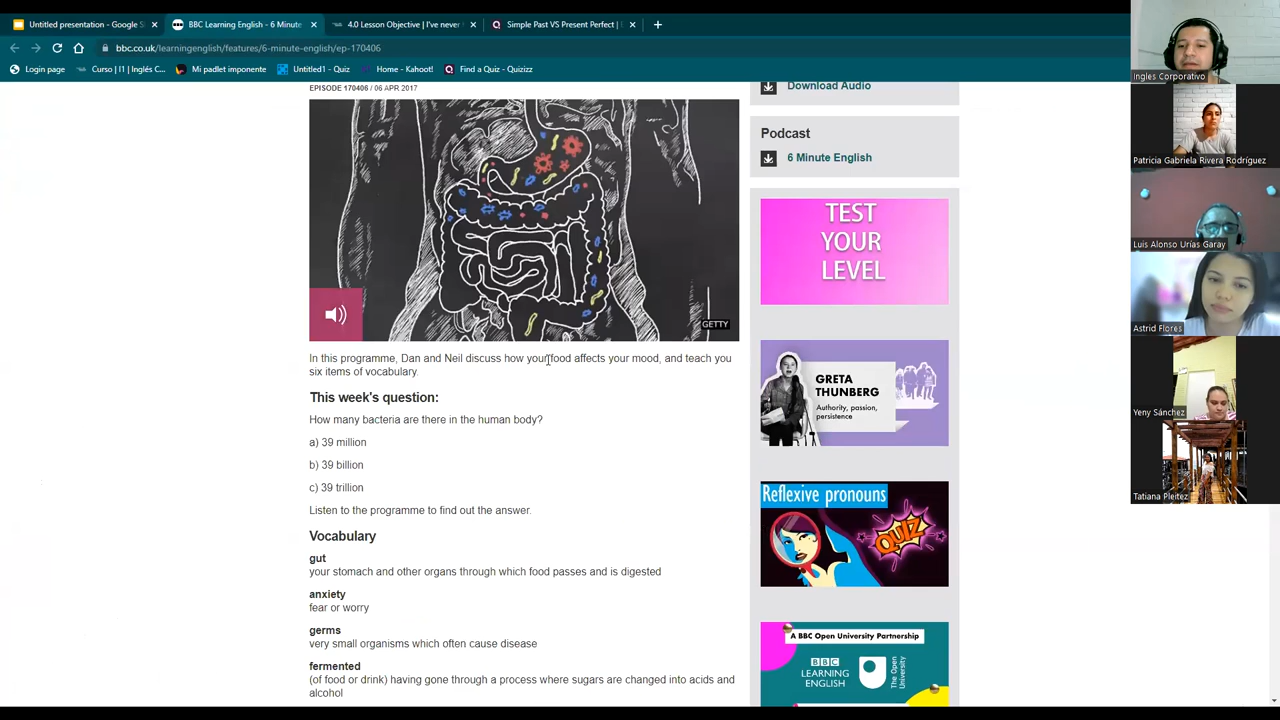 Untitled presentation - Google S
BBC Learning English - 6 Minute
4.0 Lesson Objective | I've never
Simple Past VS Present Perfect |
bbc.co.uk/learningenglish/features/6-minute-english/ep-170406
Login page
Curso | I1 | Inglés C...
Mi padlet imponente
Untitled1 - Quiz
Home - Kahoot!
Find a Quiz - Quizizz
EPISODE 170406 / 06 APR 2017
GETTY
In this programme, Dan and Neil discuss how your food affects your mood, and teach you
six items of vocabulary.
This week's question:
How many bacteria are there in the human body?
a) 39 million
b) 39 billion
c) 39 trillion
Listen to the programme to find out the answer.
Vocabulary
gut
your stomach and other organs through which food passes and is digested
anxiety
fear or worry
germs
very small organisms which often cause disease
fermented
(of food or drink) having gone through a process where sugars are changed into acids and
alcohol
Download Audio
Podcast
6 Minute English
TEST
YOUR
LEVEL
GRETA
THUNBERG
Authority, passion,
persistence
Reflexive pronouns
QUIZ
A BBC Open University Partnership
BBC
LEARNING
ENGLISH
The Open
University
Ingles Corporativo
Patricia Gabriela Rivera Rodríguez
Luis Alonso Urías Garay
Astrid Flores
Yeny Sánchez
Tatiana Pleitez